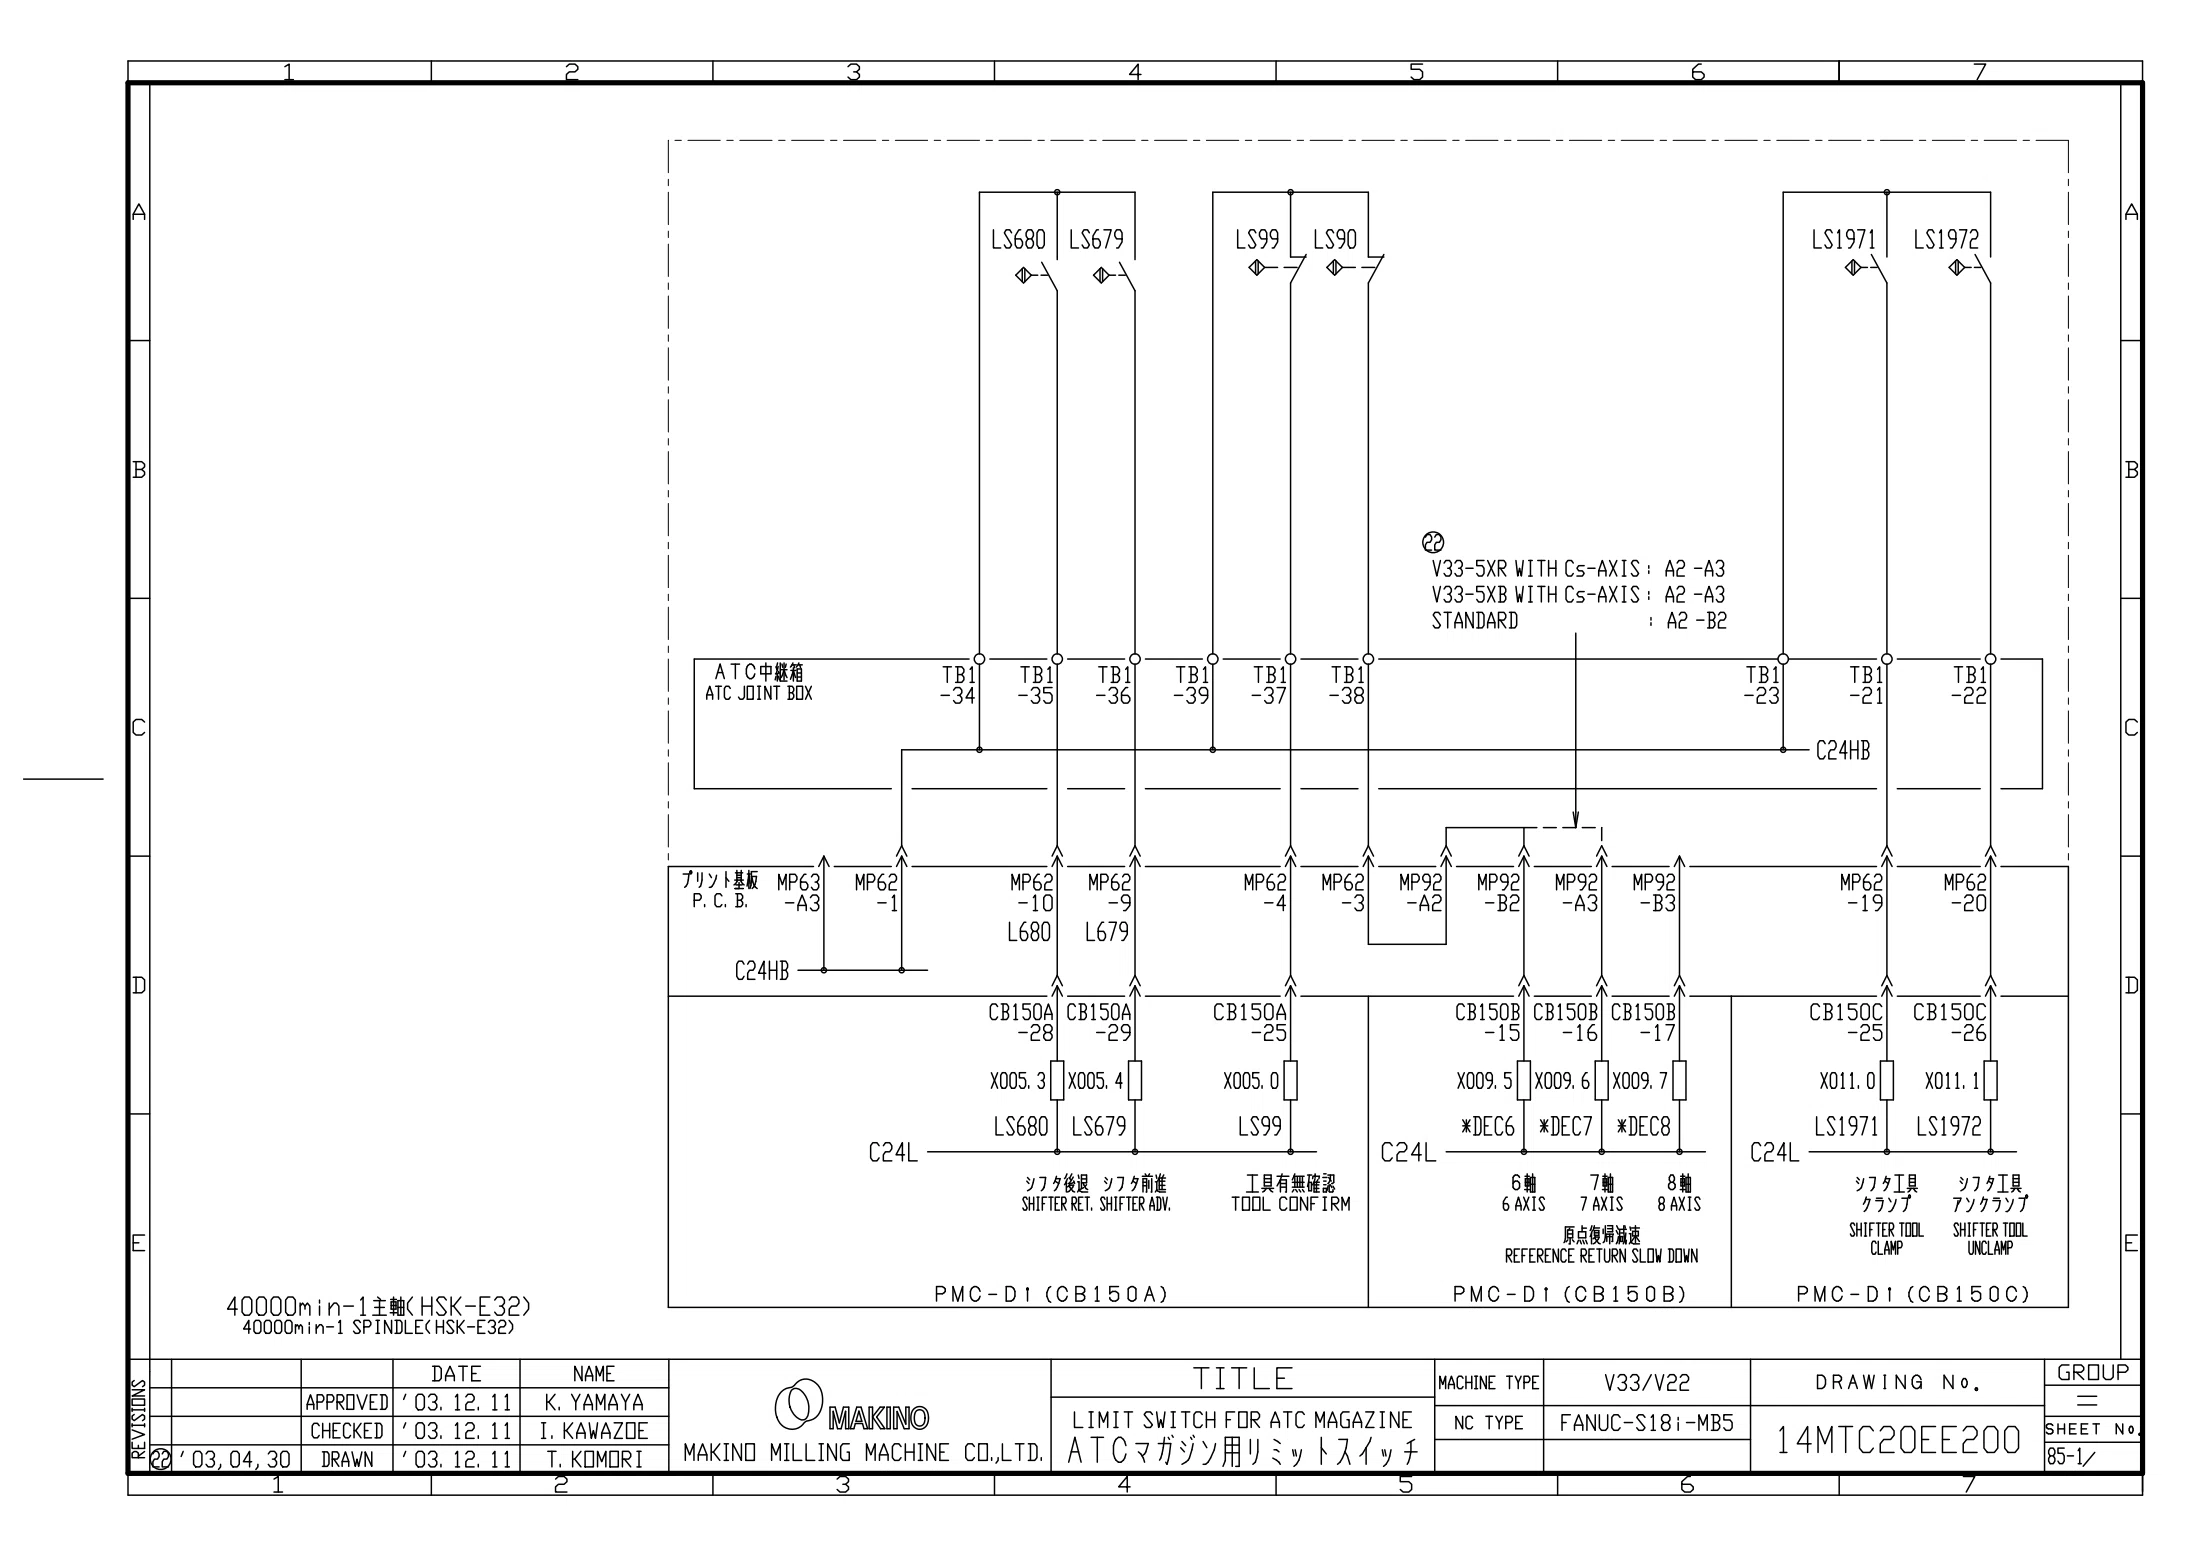 1 2 3 4 5 6 7
A A
LS680 LS679 LS99 LS90 LS1971 LS1972
B B
22
V33-5XR WITH Cs-AXIS : A2 -A3
V33-5XB WITH Cs-AXIS : A2 -A3
STANDARD : A2 -B2
ATC中継箱 TB1 TB1 TB1 TB1 TB1 TB1 TB1 TB1 TB1
ATC JOINT BOX -34 -35 -36 -39 -37 -38 -23 -21 -22
C C
C24HB
プリント基板 MP63 MP62 MP62 MP62 MP62 MP62 MP92 MP92 MP92 MP92 MP62 MP62
P. C. B. -A3 -1 -10 -9 -4 -3 -A2 -B2 -A3 -B3 -19 -20
L680 L679
C24HB
D D
CB150A CB150A CB150A CB150B CB150B CB150B CB150C CB150C
-28 -29 -25 -15 -16 -17 -25 -26
X005. 3 X005. 4 X005. 0 X009. 5 X009. 6 X009. 7 X011. 0 X011. 1
LS680 LS679 LS99 *DEC6 *DEC7 *DEC8 LS1971 LS1972
C24L C24L C24L
シフタ後退 シフタ前進 工具有無確認 6軸 7軸 8軸 シフタ工具 シフタ工具
SHIFTER RET. SHIFTER ADV. TOOL CONFIRM 6 AXIS 7 AXIS 8 AXIS クランプ アンクランプ
原点復帰減速 SHIFTER TOOL SHIFTER TOOL
E REFERENCE RETURN SLOW DOWN CLAMP UNCLAMP E
PMC-D1 (CB150A) PMC-D1 (CB150B) PMC-D1 (CB150C)
40000min-1主軸(HSK-E32)
40000min-1 SPINDLE(HSK-E32)
REVISIONS
DATE NAME
APPROVED '03. 12. 11 K. YAMAYA
CHECKED '03. 12. 11 I. KAWAZOE
22 '03, 04, 30 DRAWN '03. 12. 11 T. KOMORI
MAKINO
MAKINO MILLING MACHINE CO.,LTD.
TITLE
LIMIT SWITCH FOR ATC MAGAZINE
ATCマガジン用リミットスイッチ
MACHINE TYPE V33/V22
NC TYPE FANUC-S18i-MB5
DRAWING No.
14MTC20EE200
GROUP
=
SHEET No.
85-1/
1 2 3 4 5 6 7